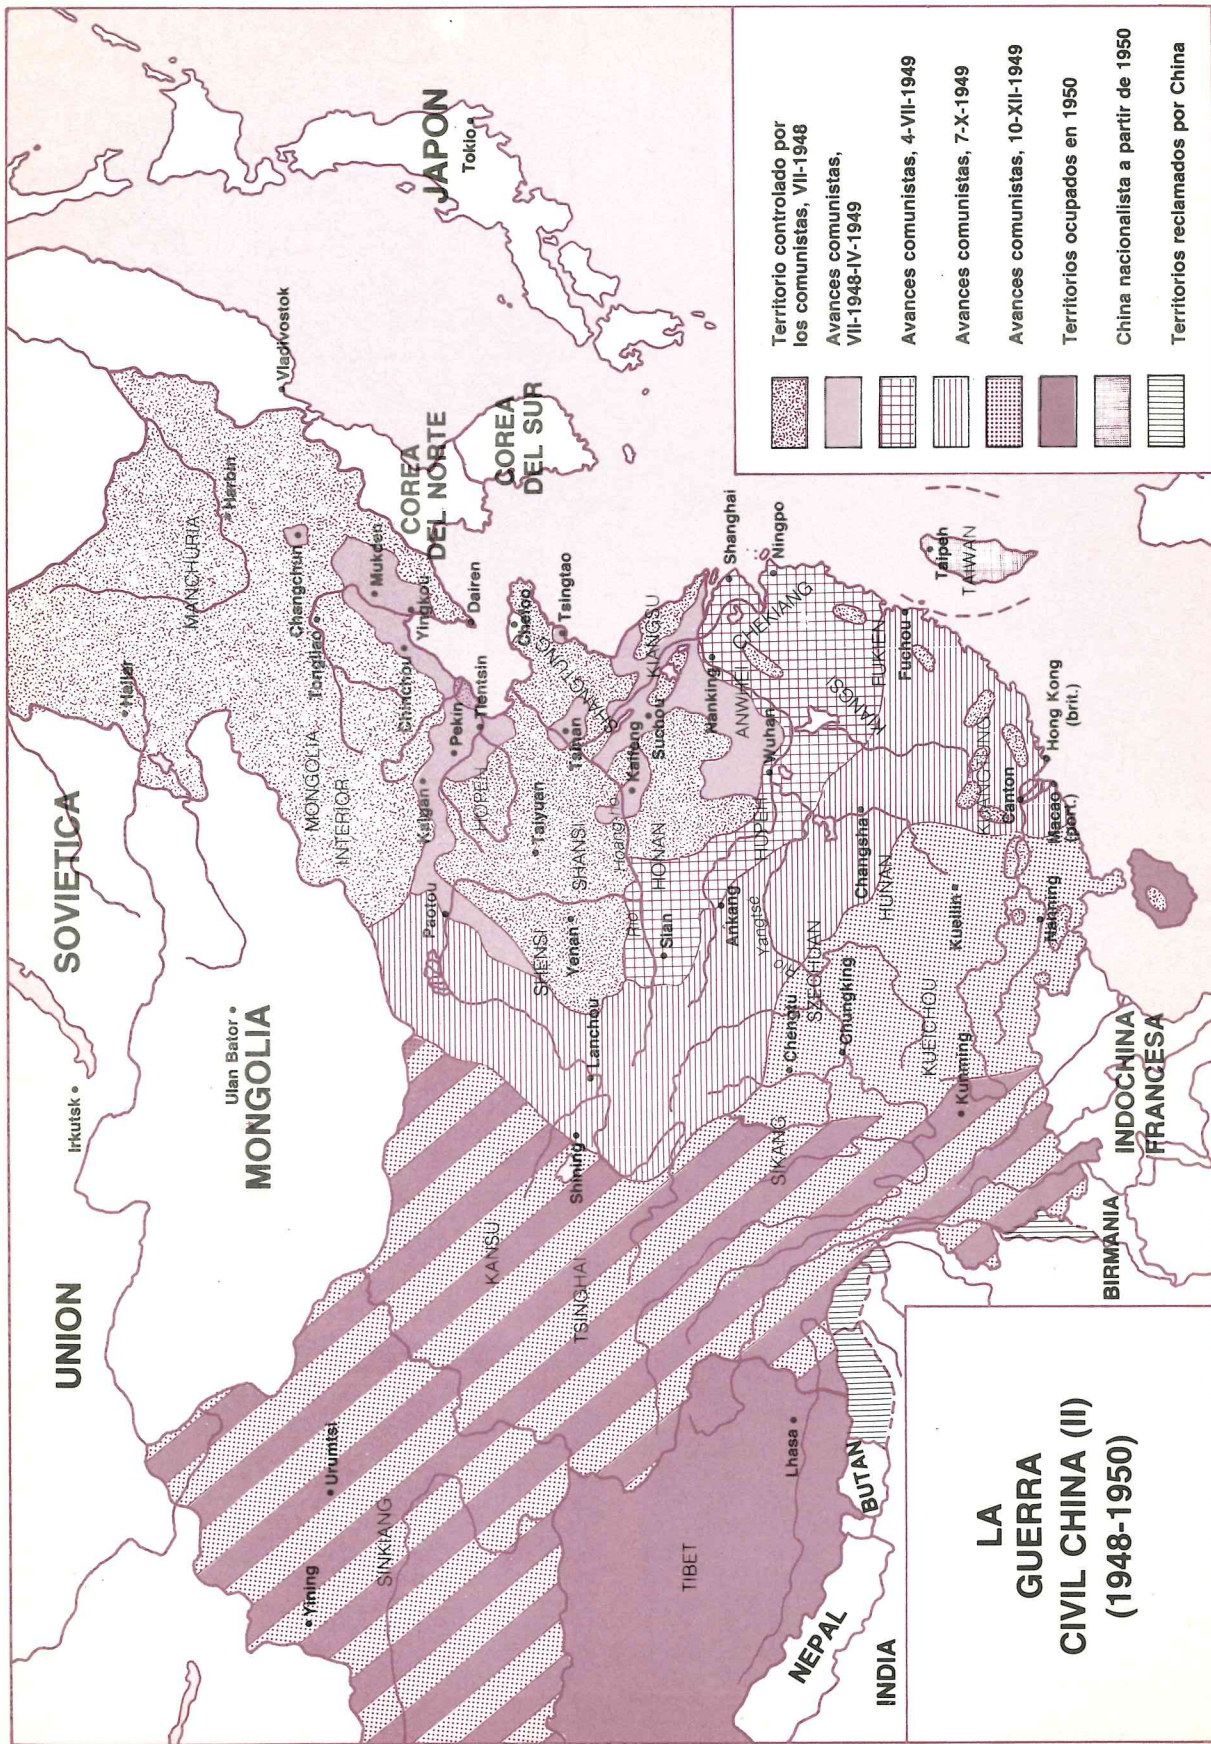 UNION
SOVIETICA
Irkutsk
Ulan Bator
MONGOLIA
Hailar
MANCHURIA
Harbin
Vladivostok
Changchun
Tongliao
MONGOLIA
INTERIOR
Mukden
Chinchou
Yingkou
COREA
DEL NORTE
COREA
DEL SUR
JAPON
Tokio
Yining
Urumtsi
SINKIANG
KANSU
Paotou
Kalgan
Pekin
Tientsin
Dairen
HOPEN
Chefoo
Tsingtao
SHANGTUNG
Tainan
Taiyuan
SHANSI
SHENSI
Yenan
TSINGHAI
Shining
Lanchou
Río
Hoang
Kaifeng
Suchou
KIANGSU
HONAN
Sian
Nanking
ANWHEI
Shanghai
Ningpo
CHEKIANG
Ankang
HUPEH
Wuhan
Río
Yangtsé
TIBET
Lhasa
SIKANG
Chengtu
SZECHUAN
Chungking
Changsha
HUNAN
KIANGSI
FUKIEN
Fuchou
Taipeh
TAIWAN
KUEICHOU
Kueilin
Kunming
KUANGTUNG
Canton
Nanning
Macao
(port.)
Hong Kong
(brit.)
NEPAL
BUTAN
INDIA
BIRMANIA
INDOCHINA
FRANCESA
LA
GUERRA
CIVIL CHINA (II)
(1948-1950)
Territorio controlado por
los comunistas, VII-1948
Avances comunistas,
VII-1948-IV-1949
Avances comunistas, 4-VII-1949
Avances comunistas, 7-X-1949
Avances comunistas, 10-XII-1949
Territorios ocupados en 1950
China nacionalista a partir de 1950
Territorios reclamados por China